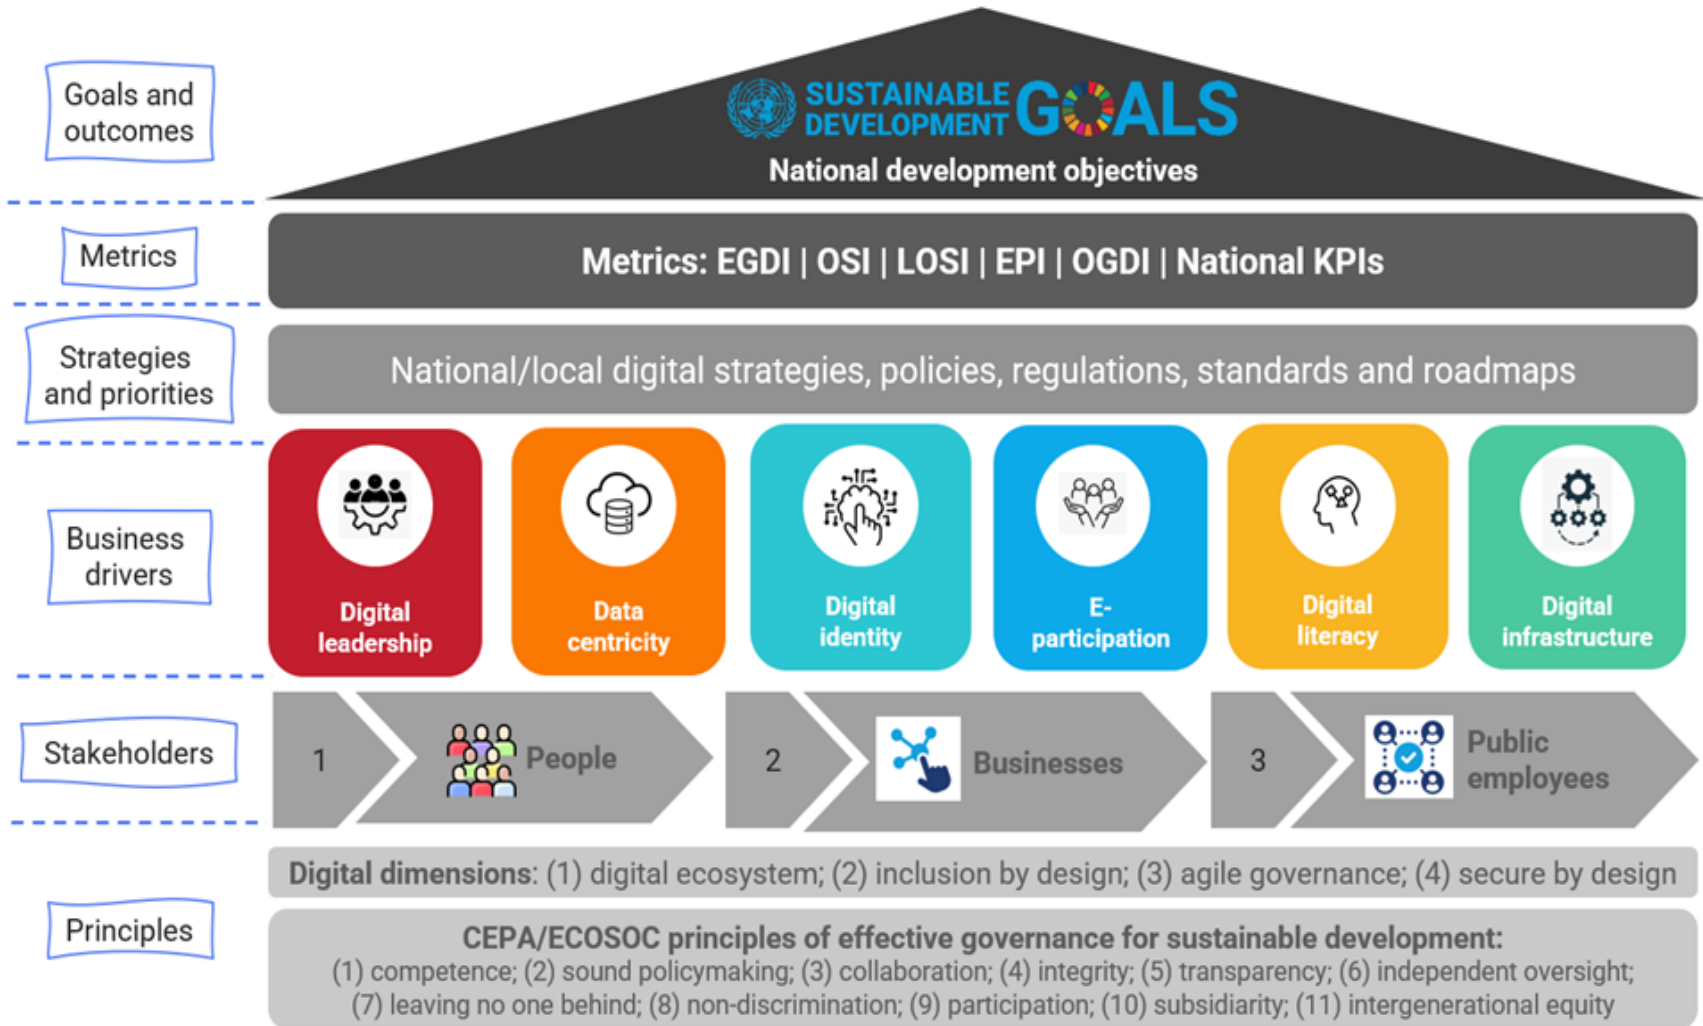 Goals and
outcomes
SUSTAINABLE
DEVELOPMENT
GOALS
National development objectives
Metrics
Metrics: EGDI | OSI | LOSI | EPI | OGDI | National KPIs
Strategies
and priorities
National/local digital strategies, policies, regulations, standards and roadmaps
Business
drivers
Digital
leadership
Data
centricity
Digital
identity
E-
participation
Digital
literacy
Digital
infrastructure
Stakeholders
1
People
2
Businesses
3
Public
employees
Principles
Digital dimensions: (1) digital ecosystem; (2) inclusion by design; (3) agile governance; (4) secure by design
CEPA/ECOSOC principles of effective governance for sustainable development:
(1) competence; (2) sound policymaking; (3) collaboration; (4) integrity; (5) transparency; (6) independent oversight;
(7) leaving no one behind; (8) non-discrimination; (9) participation; (10) subsidiarity; (11) intergenerational equity